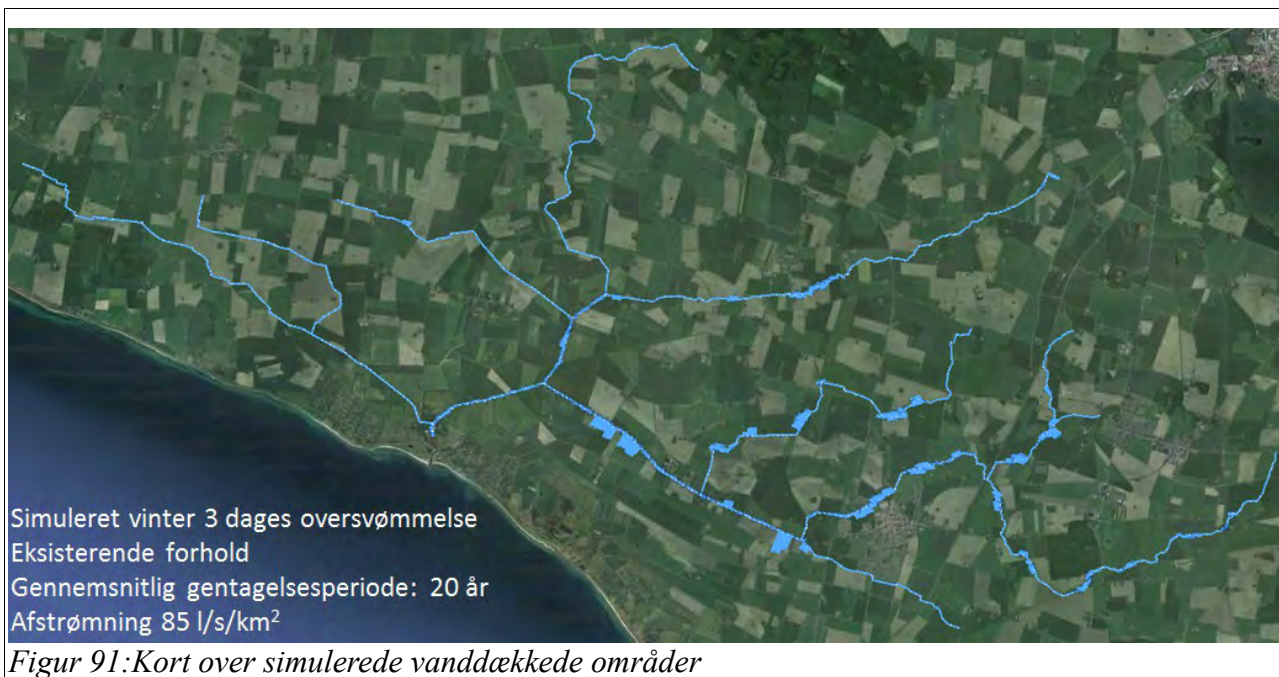 Simuleret vinter 3 dages oversvømmelse
Eksisterende forhold
Gennemsnitlig gentagelsesperiode: 20 år
Afstrømning 85 l/s/km²
Figur 91:Kort over simulerede vanddækkede områder